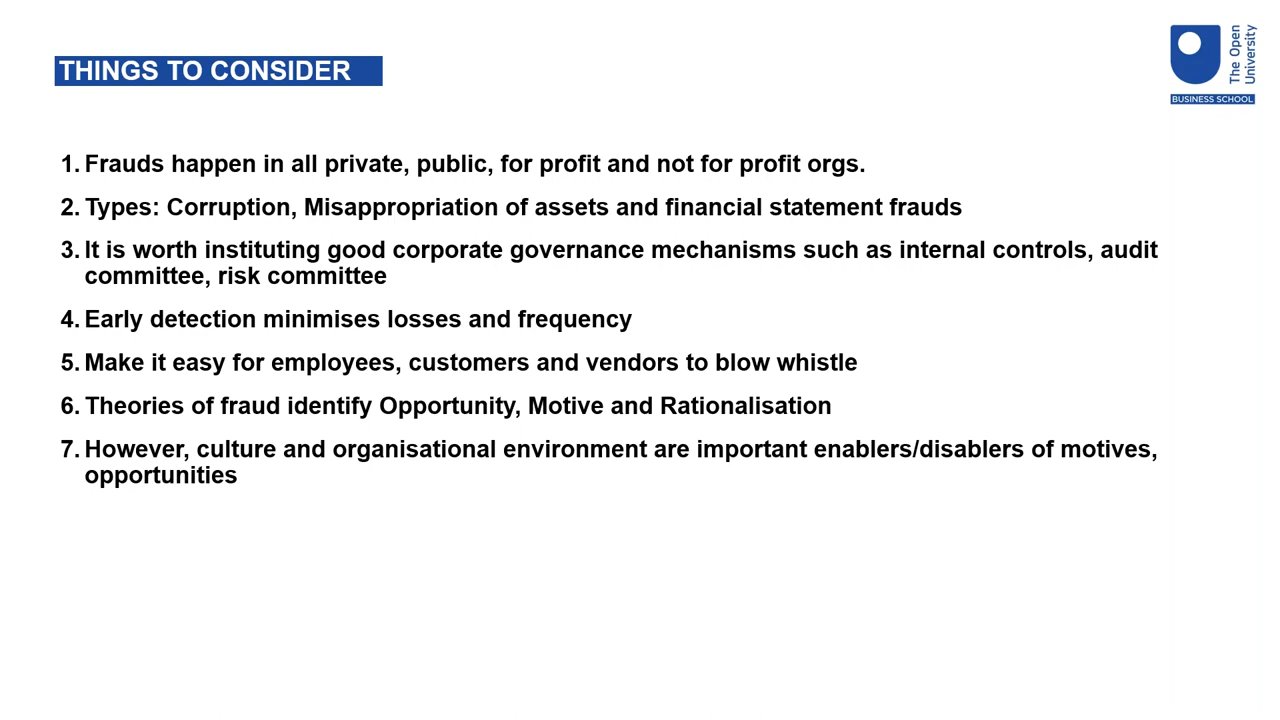 THINGS TO CONSIDER
The Open
University
BUSINESS SCHOOL
1. Frauds happen in all private, public, for profit and not for profit orgs.
2. Types: Corruption, Misappropriation of assets and financial statement frauds
3. It is worth instituting good corporate governance mechanisms such as internal controls, audit
committee, risk committee
4. Early detection minimises losses and frequency
5. Make it easy for employees, customers and vendors to blow whistle
6. Theories of fraud identify Opportunity, Motive and Rationalisation
7. However, culture and organisational environment are important enablers/disablers of motives,
opportunities